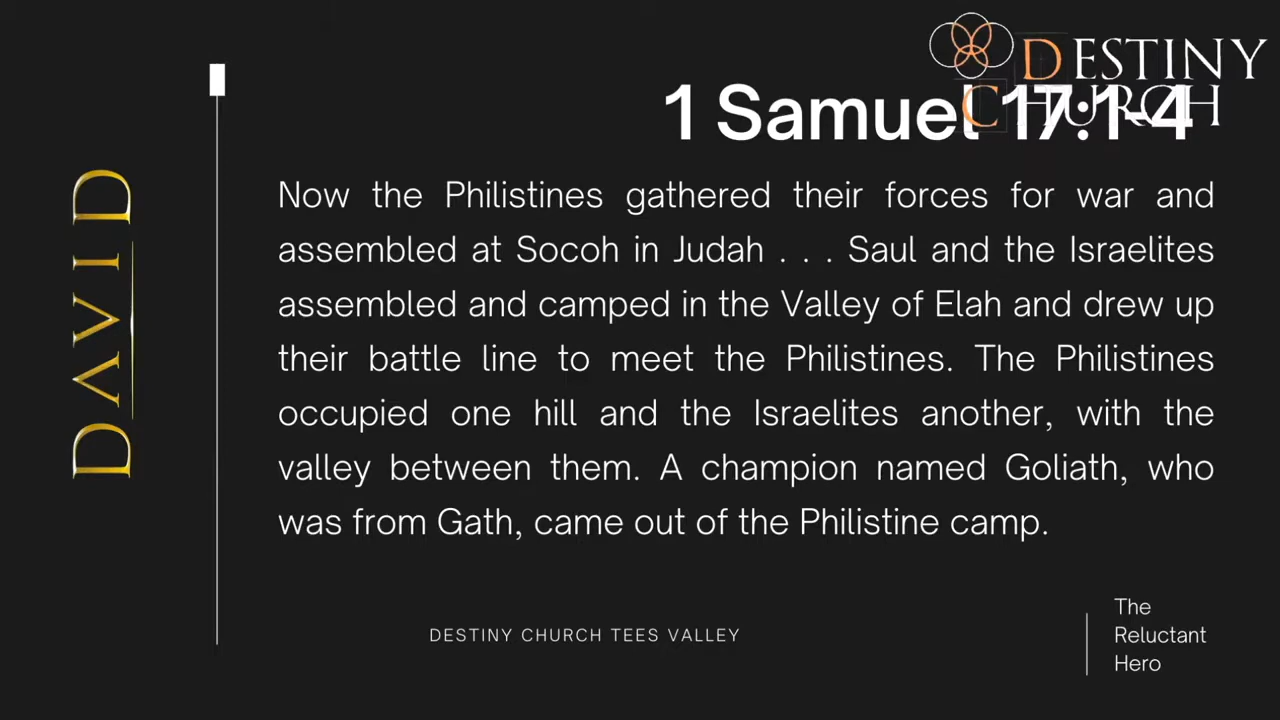 DESTINY
CHURCH
1 Samuel 17:1-4
DAVID
Now the Philistines gathered their forces for war and
assembled at Socoh in Judah . . . Saul and the Israelites
assembled and camped in the Valley of Elah and drew up
their battle line to meet the Philistines. The Philistines
occupied one hill and the Israelites another, with the
valley between them. A champion named Goliath, who
was from Gath, came out of the Philistine camp.
DESTINY CHURCH TEES VALLEY
The
Reluctant
Hero